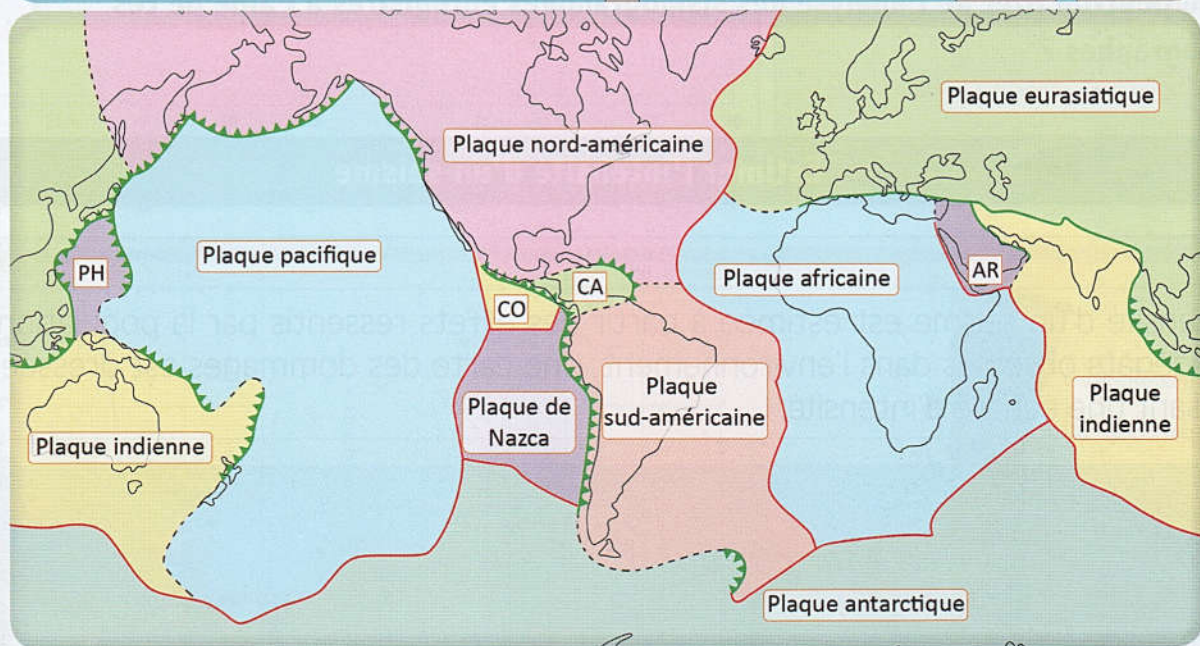 Plaque eurasiatique
Plaque nord-américaine
Plaque pacifique
PH
CA
Plaque africaine
AR
CO
Plaque
sud-américaine
Plaque de
Nazca
Plaque
indienne
Plaque indienne
Plaque antarctique